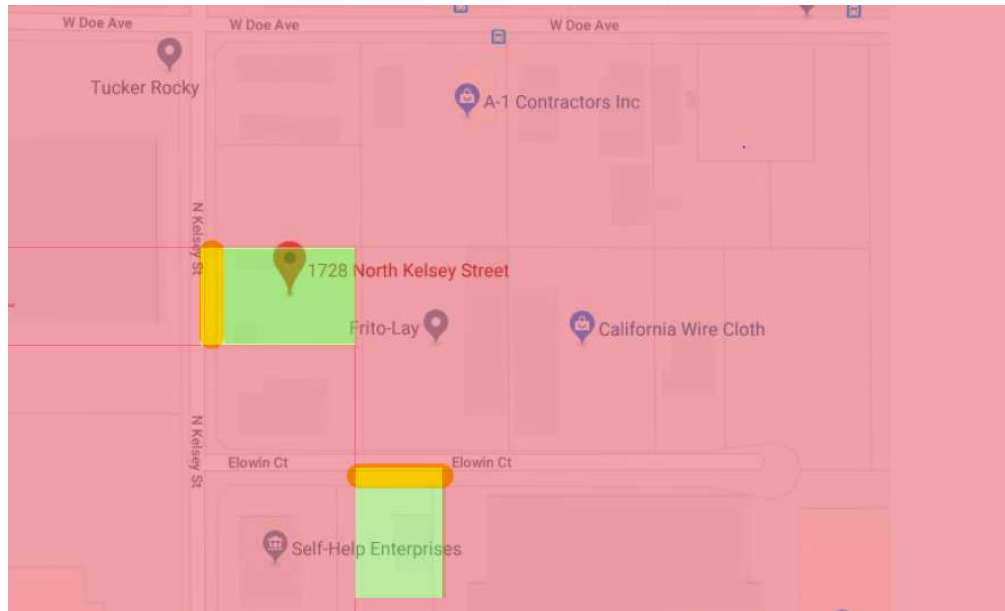 W Doe Ave
W Doe Ave
W Doe Ave
Tucker Rocky
A-1 Contractors Inc
N Kelsey St
1728 North Kelsey Street
Frito-Lay
California Wire Cloth
N Kelsey St
Elowin Ct
Elowin Ct
Self-Help Enterprises